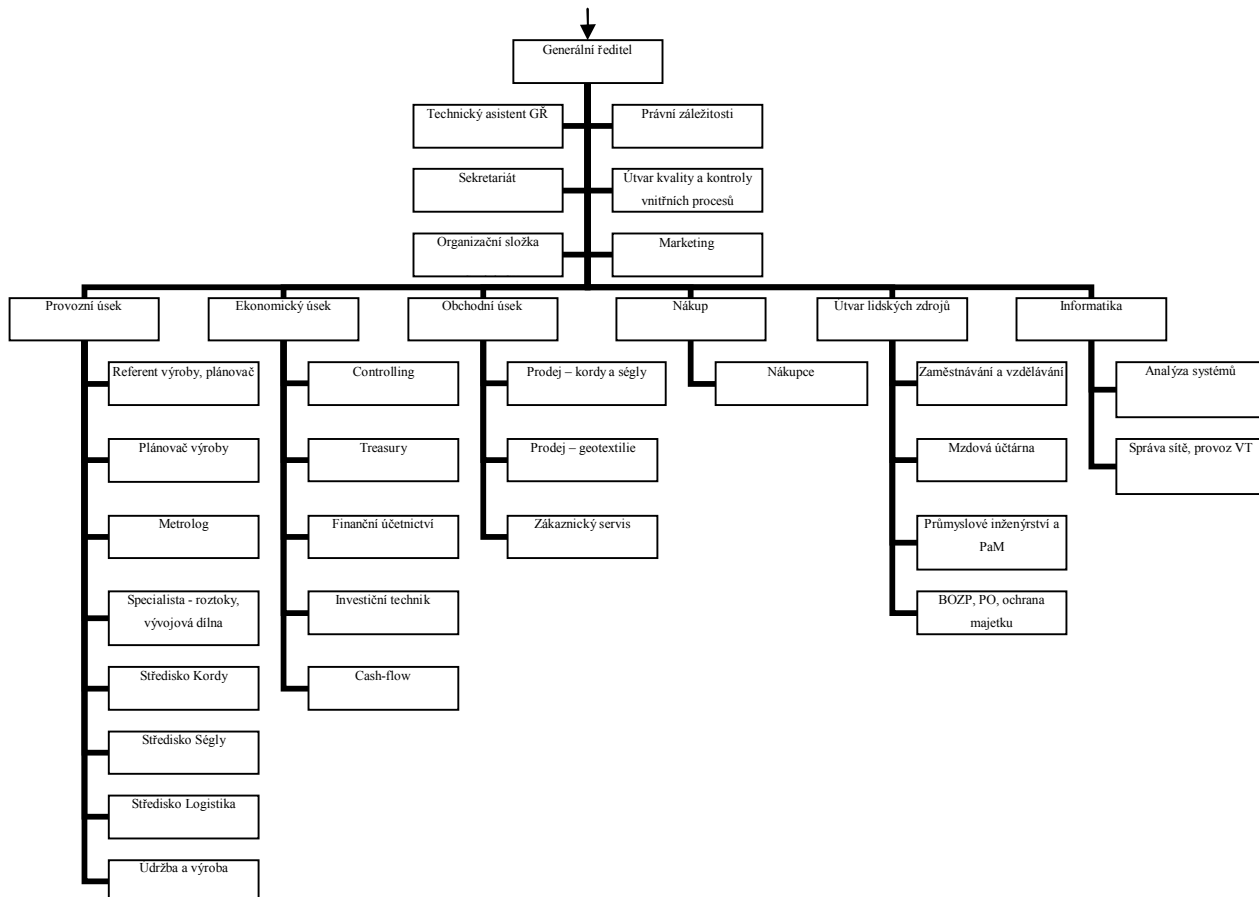 Generální ředitel
Technický asistent GŘ
Právní záležitosti
Sekretariát
Útvar kvality a kontroly
vnitřních procesů
Organizační složka
Marketing
Provozní úsek
Ekonomický úsek
Obchodní úsek
Nákup
Útvar lidských zdrojů
Informatika
Referent výroby, plánovač
Plánovač výroby
Metrolog
Specialista - roztoky,
vývojová dílna
Středisko Kordy
Středisko Ségly
Středisko Logistika
Udržba a výroba
Controlling
Treasury
Finanční účetnictví
Investiční technik
Cash-flow
Prodej – kordy a ségly
Prodej – geotextilie
Zákaznický servis
Nákupce
Zaměstnávání a vzdělávání
Mzdová účtárna
Průmyslové inženýrství a
PaM
BOZP, PO, ochrana
majetku
Analýza systémů
Správa sítě, provoz VT